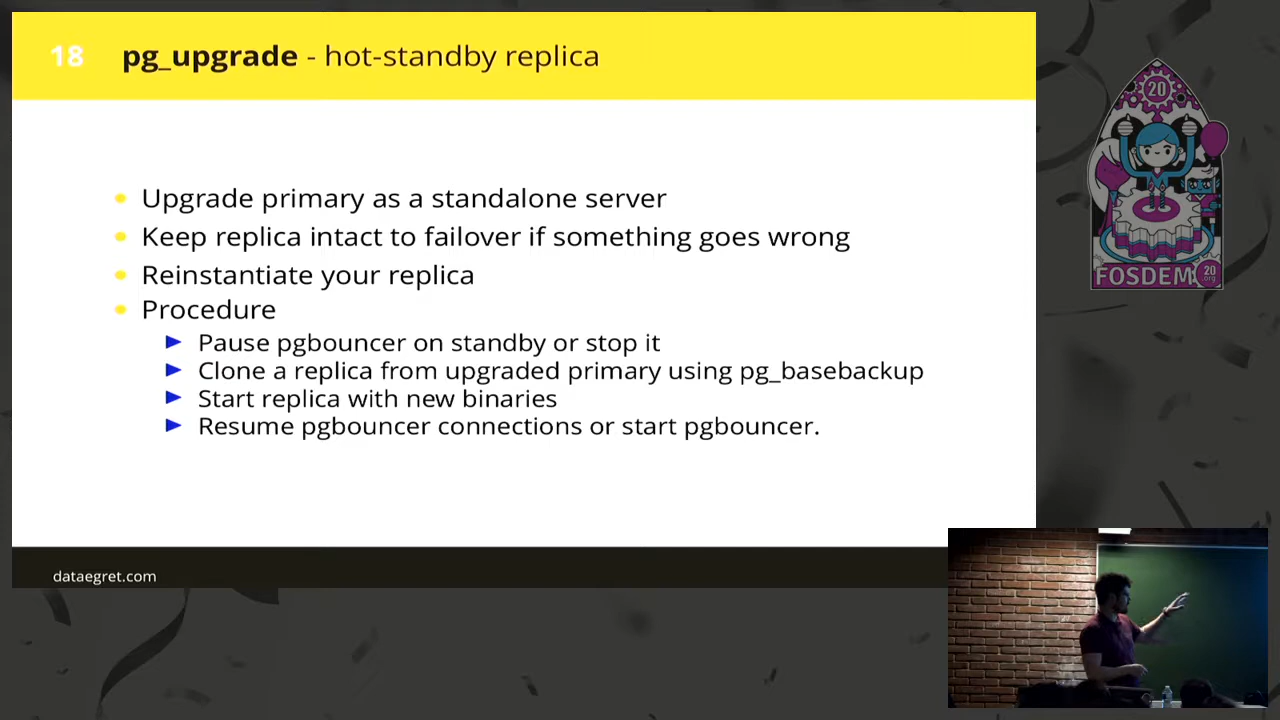 18 pg_upgrade - hot-standby replica
Upgrade primary as a standalone server
Keep replica intact to failover if something goes wrong
Reinstantiate your replica
Procedure
Pause pgbouncer on standby or stop it
Clone a replica from upgraded primary using pg_basebackup
Start replica with new binaries
Resume pgbouncer connections or start pgbouncer.
dataegret.com
20
FOSDEM
20
.org